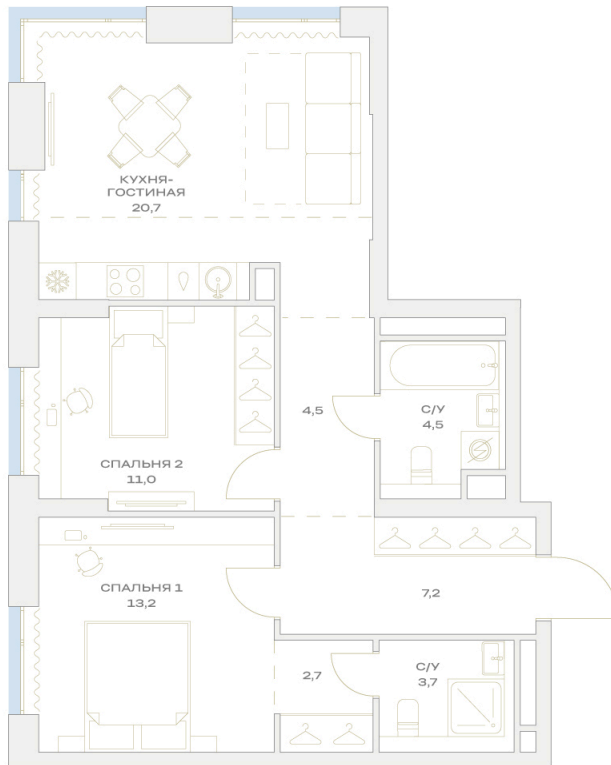 КУХНЯ-
ГОСТИНАЯ
20,7
4,5
С/У
4,5
СПАЛЬНЯ 2
11,0
СПАЛЬНЯ 1
13,2
7,2
2,7
С/У
3,7